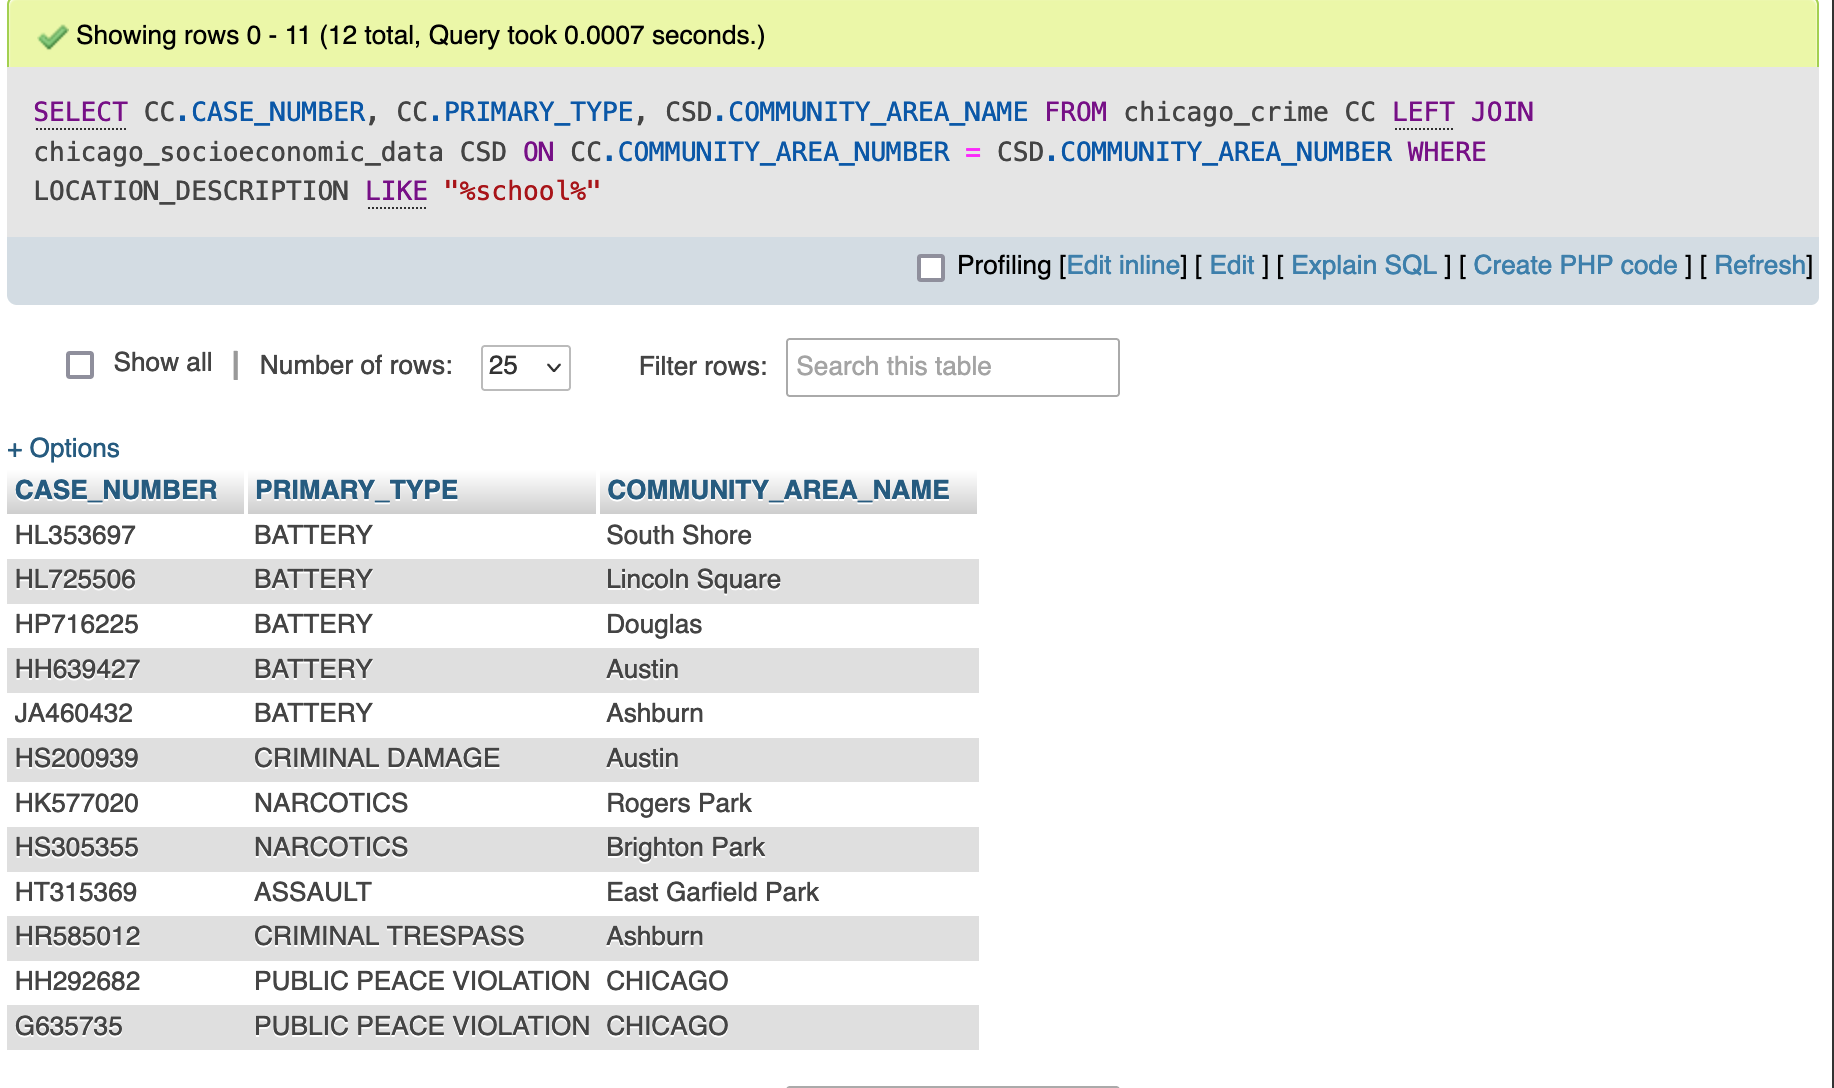 Showing rows 0 - 11 (12 total, Query took 0.0007 seconds.)
SELECT CC.CASE_NUMBER, CC.PRIMARY_TYPE, CSD.COMMUNITY_AREA_NAME FROM chicago_crime CC LEFT JOIN
chicago_socioeconomic_data CSD ON CC.COMMUNITY_AREA_NUMBER = CSD.COMMUNITY_AREA_NUMBER WHERE
LOCATION_DESCRIPTION LIKE "%school%"
Profiling [Edit inline] [ Edit ] [ Explain SQL ] [ Create PHP code ] [ Refresh]
Show all | Number of rows: 25 Filter rows: Search this table
+ Options
CASE_NUMBER PRIMARY_TYPE COMMUNITY_AREA_NAME
HL353697 BATTERY South Shore
HL725506 BATTERY Lincoln Square
HP716225 BATTERY Douglas
HH639427 BATTERY Austin
JA460432 BATTERY Ashburn
HS200939 CRIMINAL DAMAGE Austin
HK577020 NARCOTICS Rogers Park
HS305355 NARCOTICS Brighton Park
HT315369 ASSAULT East Garfield Park
HR585012 CRIMINAL TRESPASS Ashburn
HH292682 PUBLIC PEACE VIOLATION CHICAGO
G635735 PUBLIC PEACE VIOLATION CHICAGO